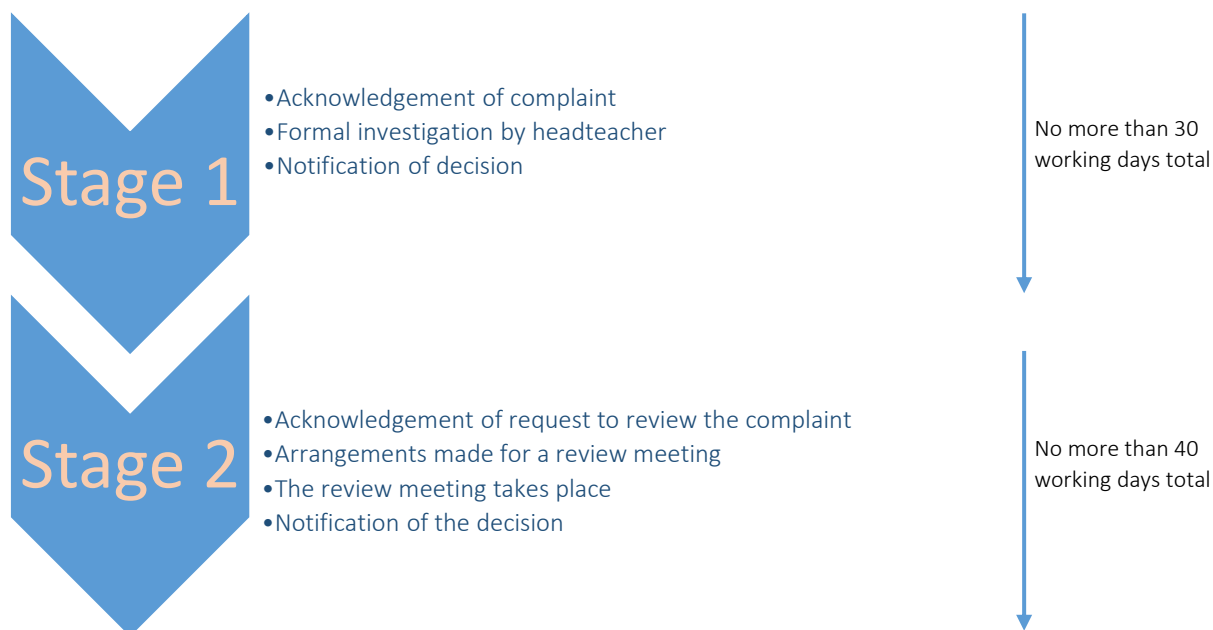 Stage 1
•Acknowledgement of complaint
•Formal investigation by headteacher
•Notification of decision
No more than 30
working days total
Stage 2
•Acknowledgement of request to review the complaint
•Arrangements made for a review meeting
•The review meeting takes place
•Notification of the decision
No more than 40
working days total